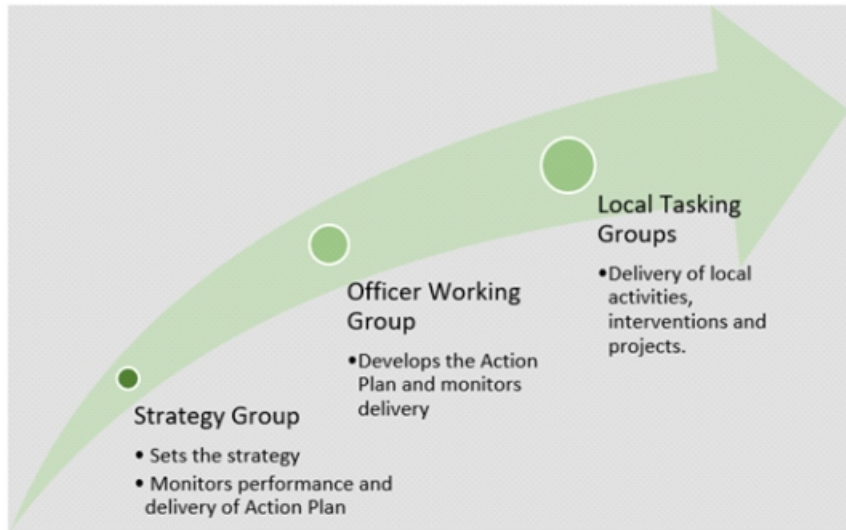 Strategy Group
• Sets the strategy
• Monitors performance and
delivery of Action Plan
Officer Working
Group
•Develops the Action
Plan and monitors
delivery
Local Tasking
Groups
•Delivery of local
activities,
interventions and
projects.